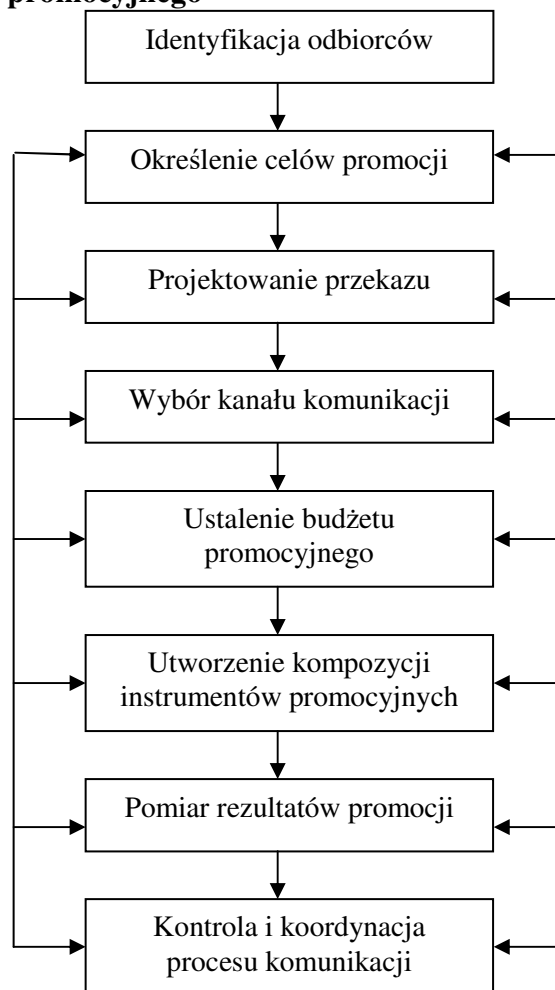 promocyjnego
Identyfikacja odbiorców
Określenie celów promocji
Projektowanie przekazu
Wybór kanału komunikacji
Ustalenie budżetu
promocyjnego
Utworzenie kompozycji
instrumentów promocyjnych
Pomiar rezultatów promocji
Kontrola i koordynacja
procesu komunikacji